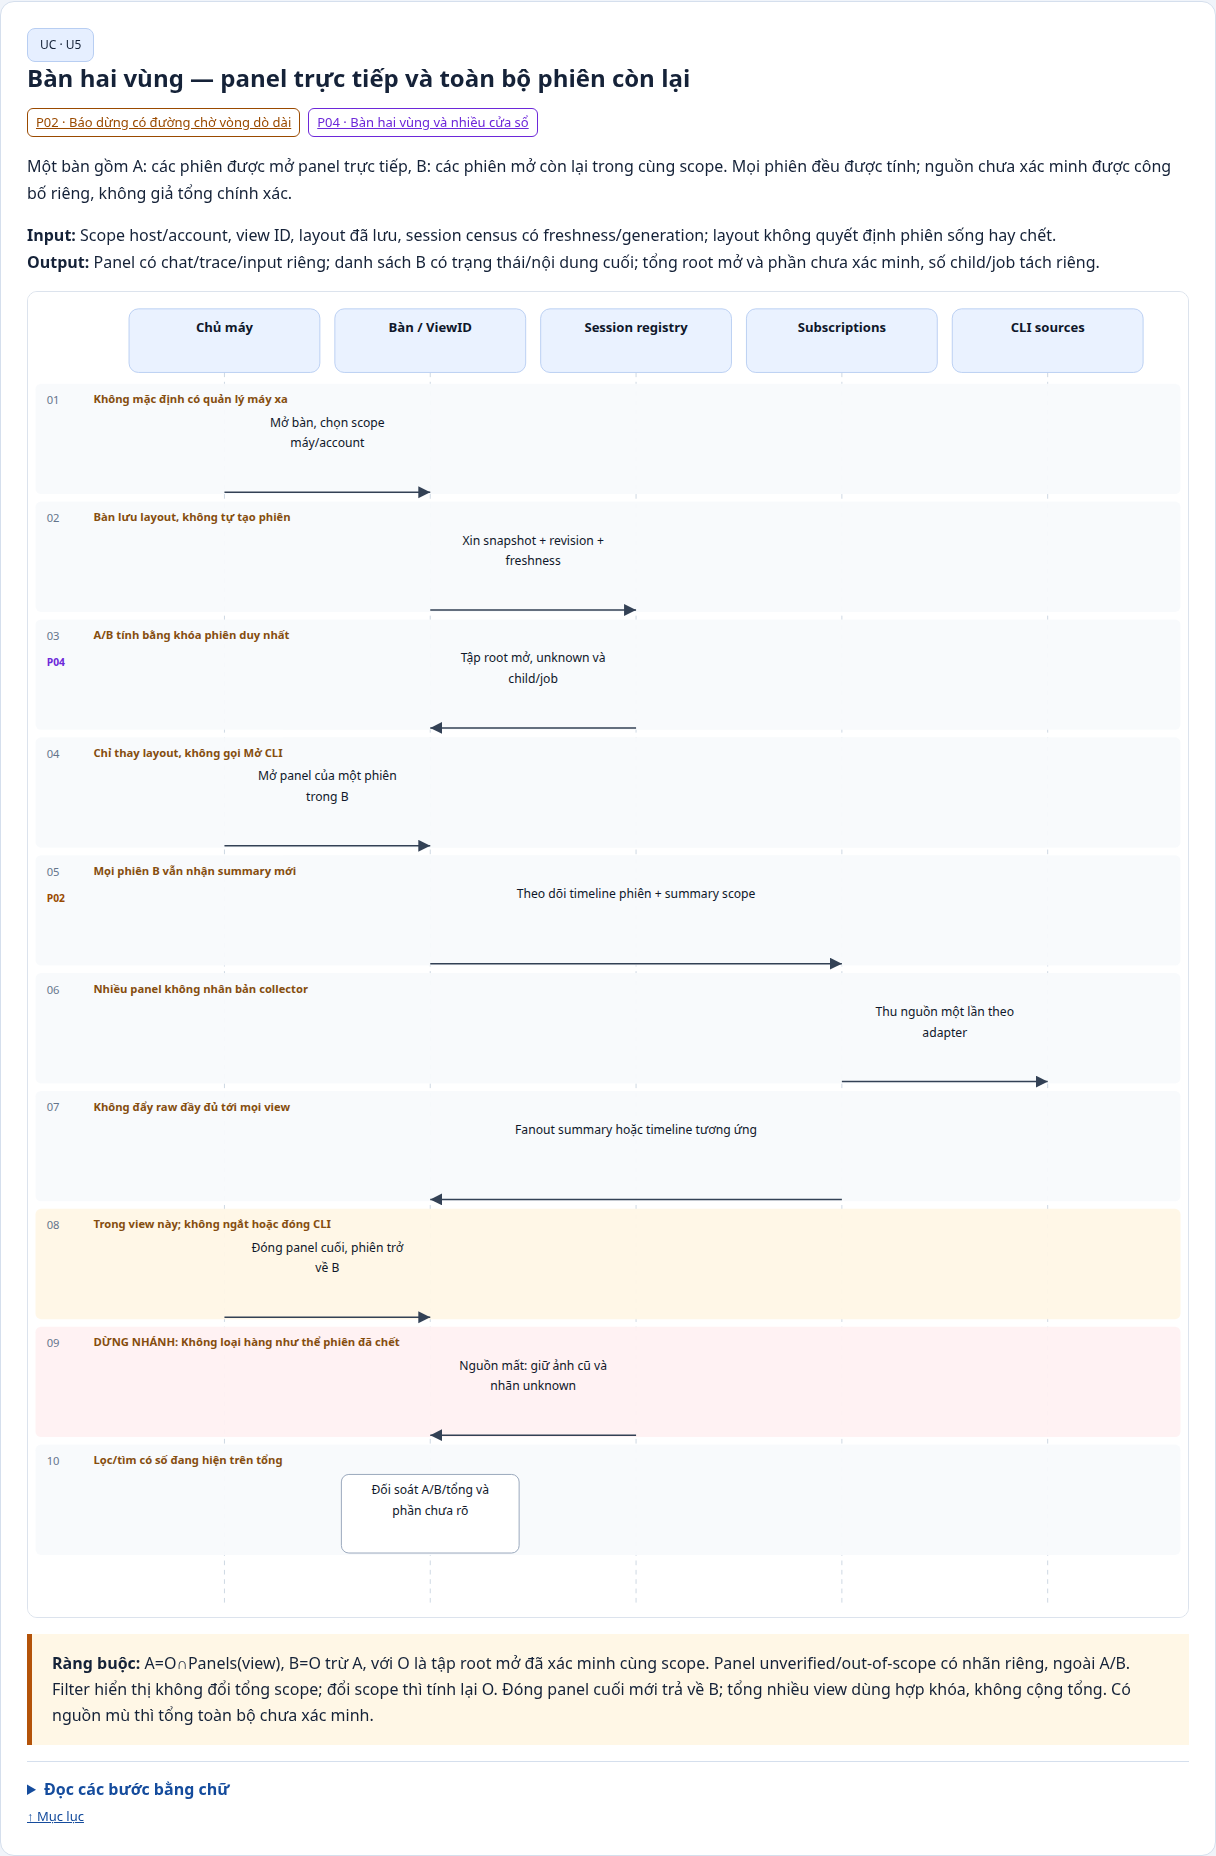 UC · U5
Bàn hai vùng — panel trực tiếp và toàn bộ phiên còn lại
P02 · Báo dừng có đường chờ vòng dò dài
P04 · Bàn hai vùng và nhiều cửa sổ
Một bàn gồm A: các phiên được mở panel trực tiếp, B: các phiên mở còn lại trong cùng scope. Mọi phiên đều được tính; nguồn chưa xác minh được công
bố riêng, không giả tổng chính xác.
Input: Scope host/account, view ID, layout đã lưu, session census có freshness/generation; layout không quyết định phiên sống hay chết.
Output: Panel có chat/trace/input riêng; danh sách B có trạng thái/nội dung cuối; tổng root mở và phần chưa xác minh, số child/job tách riêng.
Chủ máy
Bàn / ViewID
Session registry
Subscriptions
CLI sources
01
Không mặc định có quản lý máy xa
Mở bàn, chọn scope
máy/account
02
Bàn lưu layout, không tự tạo phiên
Xin snapshot + revision +
freshness
03
A/B tính bằng khóa phiên duy nhất
P04
Tập root mở, unknown và
child/job
04
Chỉ thay layout, không gọi Mở CLI
Mở panel của một phiên
trong B
05
Mọi phiên B vẫn nhận summary mới
P02
Theo dõi timeline phiên + summary scope
06
Nhiều panel không nhân bản collector
Thu nguồn một lần theo
adapter
07
Không đẩy raw đầy đủ tới mọi view
Fanout summary hoặc timeline tương ứng
08
Trong view này; không ngắt hoặc đóng CLI
Đóng panel cuối, phiên trở
về B
09
DỪNG NHÁNH: Không loại hàng như thể phiên đã chết
Nguồn mất: giữ ảnh cũ và
nhãn unknown
10
Lọc/tìm có số đang hiện trên tổng
Đối soát A/B/tổng và
phần chưa rõ
Ràng buộc: A=O∩Panels(view), B=O trừ A, với O là tập root mở đã xác minh cùng scope. Panel unverified/out-of-scope có nhãn riêng, ngoài A/B.
Filter hiển thị không đổi tổng scope; đổi scope thì tính lại O. Đóng panel cuối mới trả về B; tổng nhiều view dùng hợp khóa, không cộng tổng. Có
nguồn mù thì tổng toàn bộ chưa xác minh.
▶ Đọc các bước bằng chữ
↑ Mục lục